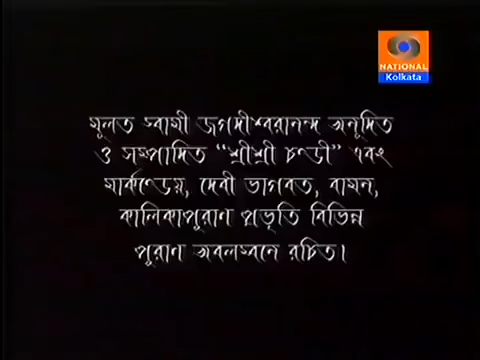 NATIONAL
Kolkata
মূলত স্বামী জগদীশ্বরানন্দ অনূদিত
ও সম্পাদিত “শ্রীশ্রী চণ্ডী” এবং
মার্কণ্ডেয়, দেবী ভাগবত, বামন,
কালিকাপুরাণ প্রভৃতি বিভিন্ন
পুরাণ অবলম্বনে রচিত।